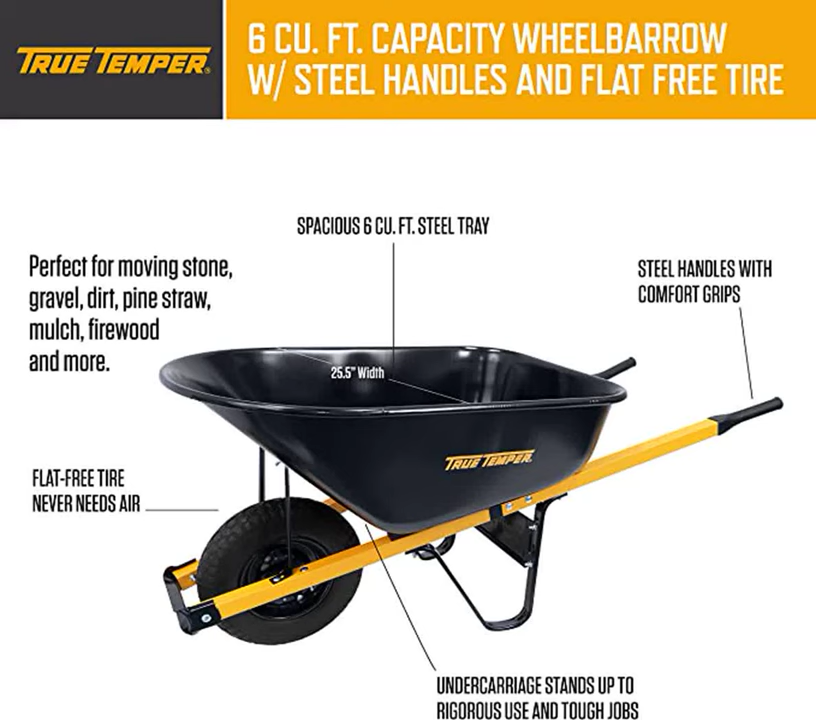 TRUE TEMPER®
6 CU. FT. CAPACITY WHEELBARROW
W/ STEEL HANDLES AND FLAT FREE TIRE
SPACIOUS 6 CU. FT. STEEL TRAY
Perfect for moving stone,
gravel, dirt, pine straw,
mulch, firewood
and more.
STEEL HANDLES WITH
COMFORT GRIPS
25.5" Width
TRUE TEMPER®
FLAT-FREE TIRE
NEVER NEEDS AIR
UNDERCARRIAGE STANDS UP TO
RIGOROUS USE AND TOUGH JOBS